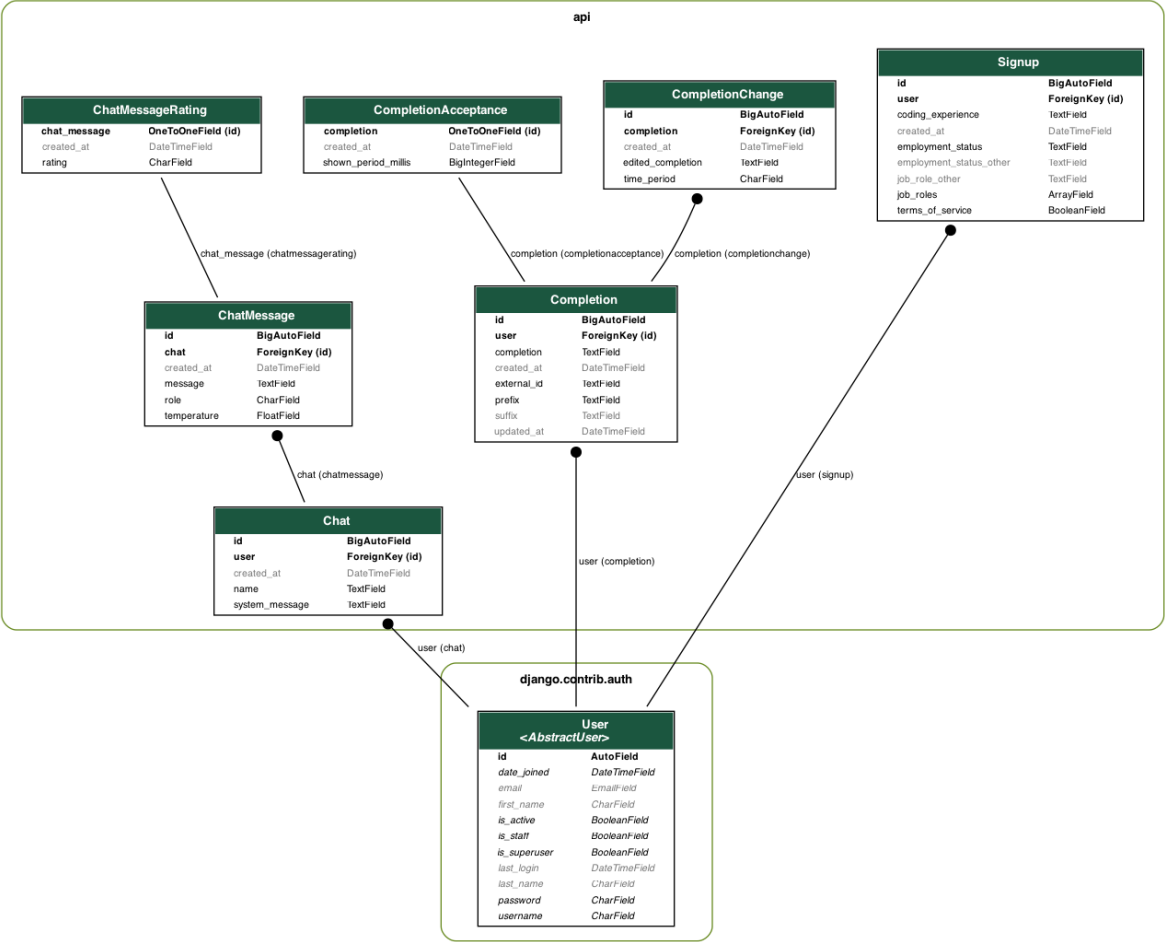 api
ChatMessageRating
chat_message OneToOneField (id)
created_at DateTimeField
rating CharField
CompletionAcceptance
completion OneToOneField (id)
created_at DateTimeField
shown_period_millis BigIntegerField
CompletionChange
id BigAutoField
completion ForeignKey (id)
created_at DateTimeField
edited_completion TextField
time_period CharField
Signup
id BigAutoField
user ForeignKey (id)
coding_experience TextField
created_at DateTimeField
employment_status TextField
employment_status_other TextField
job_role_other TextField
job_roles ArrayField
terms_of_service BooleanField
chat_message (chatmessagerating)
completion (completionacceptance)
completion (completionchange)
ChatMessage
id BigAutoField
chat ForeignKey (id)
created_at DateTimeField
message TextField
role CharField
temperature FloatField
Completion
id BigAutoField
user ForeignKey (id)
completion TextField
created_at DateTimeField
external_id TextField
prefix TextField
suffix TextField
updated_at DateTimeField
chat (chatmessage)
user (signup)
Chat
id BigAutoField
user ForeignKey (id)
created_at DateTimeField
name TextField
system_message TextField
user (completion)
user (chat)
django.contrib.auth
User
<AbstractUser>
id AutoField
date_joined DateTimeField
email EmailField
first_name CharField
is_active BooleanField
is_staff BooleanField
is_superuser BooleanField
last_login DateTimeField
last_name CharField
password CharField
username CharField